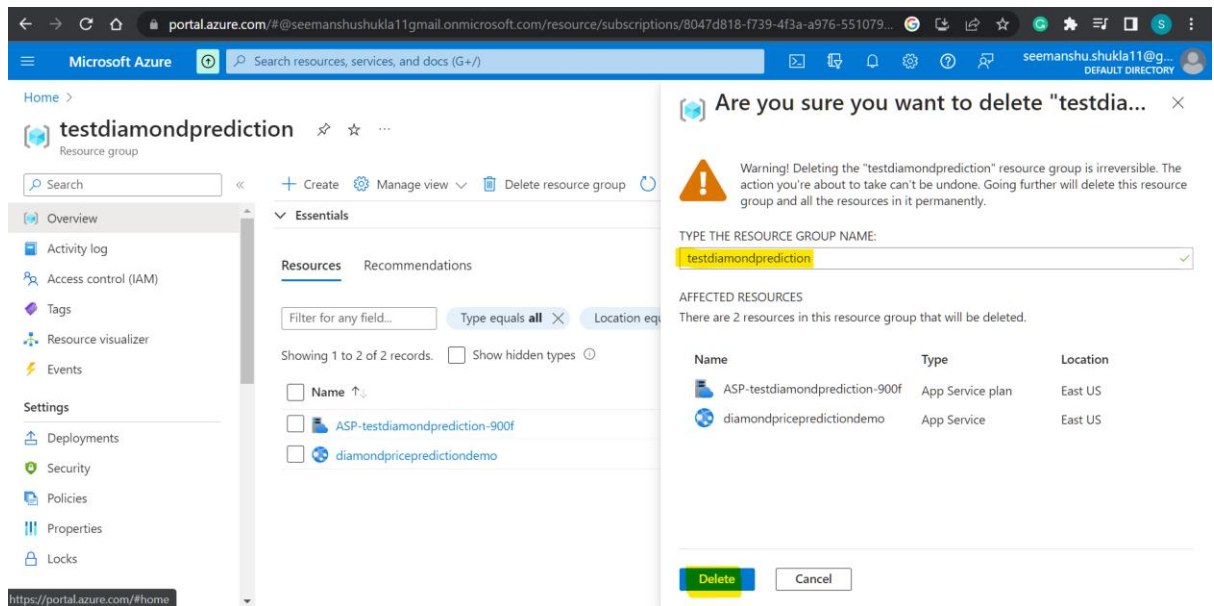 portal.azure.com/#@seemanshushukla11gmail.onmicrosoft.com/resource/subscriptions/8047d818-f739-4f3a-a976-551079...
S
Microsoft Azure
Search resources, services, and docs (G+/)
seemanshu.shukla11@g...
DEFAULT DIRECTORY
Home >
testdiamondprediction
Resource group
Search
Overview
Activity log
Access control (IAM)
Tags
Resource visualizer
Events
Settings
Deployments
Security
Policies
Properties
Locks
https://portal.azure.com/#home
Create
Manage view
Delete resource group
Essentials
Resources
Recommendations
Filter for any field...
Type equals all
Location equ
Showing 1 to 2 of 2 records.
Show hidden types
Name
ASP-testdiamondprediction-900f
diamondpricepredictiondemo
Are you sure you want to delete "testdia...
Warning! Deleting the "testdiamondprediction" resource group is irreversible. The
action you're about to take can't be undone. Going further will delete this resource
group and all the resources in it permanently.
TYPE THE RESOURCE GROUP NAME:
testdiamondprediction
AFFECTED RESOURCES
There are 2 resources in this resource group that will be deleted.
Name Type Location
ASP-testdiamondprediction-900f App Service plan East US
diamondpricepredictiondemo App Service East US
Delete
Cancel